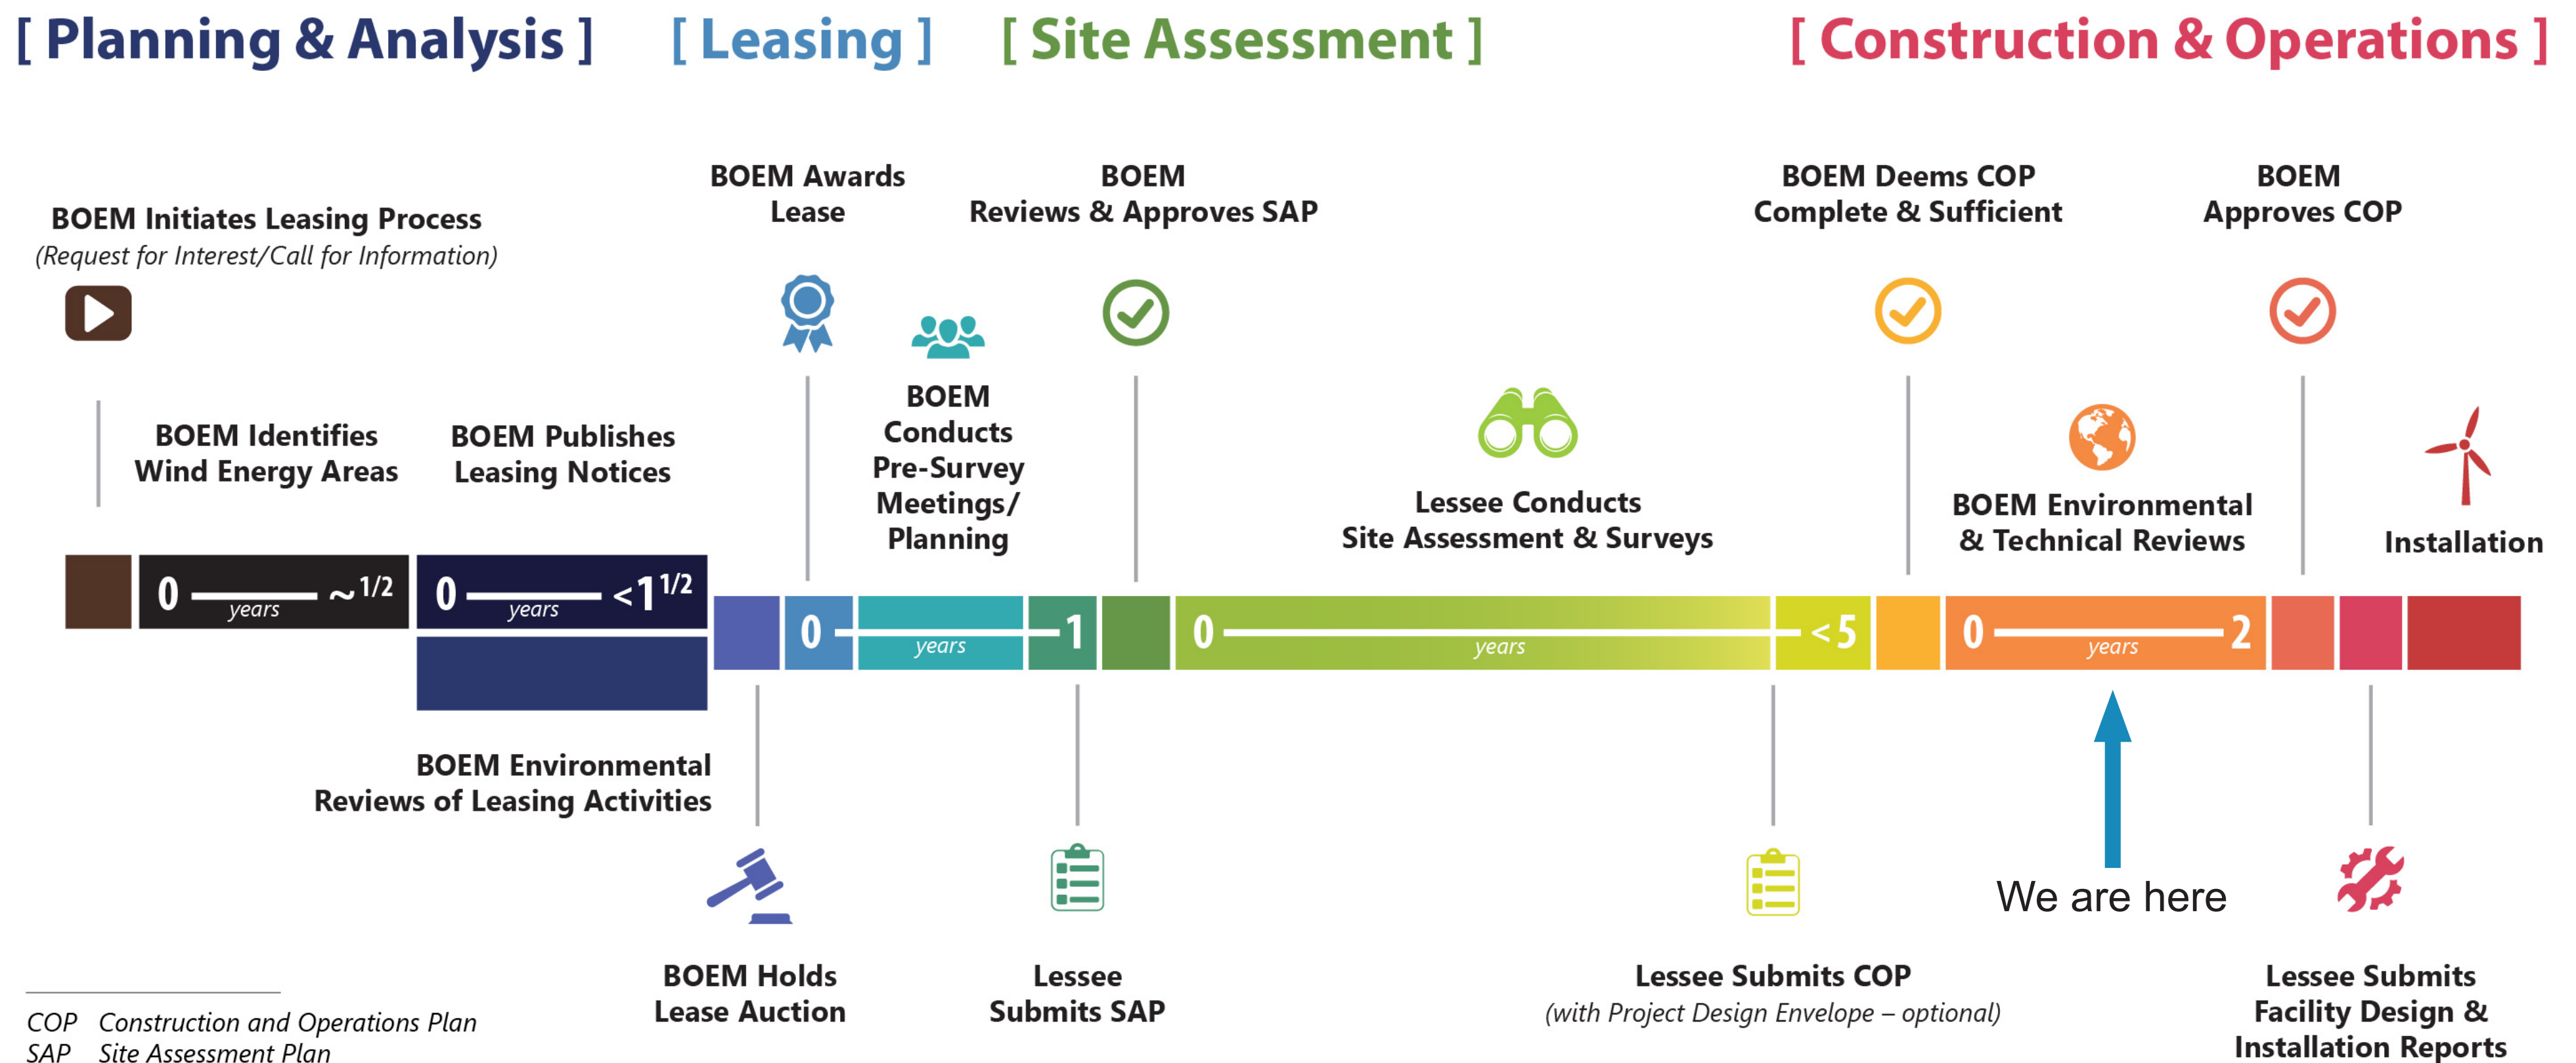 [ Planning & Analysis ]
[ Leasing ]
[ Site Assessment ]
[ Construction & Operations ]
BOEM Initiates Leasing Process
(Request for Interest/Call for Information)
BOEM Identifies
Wind Energy Areas
BOEM Publishes
Leasing Notices
BOEM Awards
Lease
BOEM
Conducts
Pre-Survey
Meetings/
Planning
BOEM
Reviews & Approves SAP
Lessee Conducts
Site Assessment & Surveys
BOEM Deems COP
Complete & Sufficient
BOEM Environmental
& Technical Reviews
BOEM
Approves COP
Installation
0 years ~1/2
0 years <1 1/2
0 years 1
0 years <5
0 years 2
BOEM Environmental
Reviews of Leasing Activities
BOEM Holds
Lease Auction
Lessee
Submits SAP
Lessee Submits COP
(with Project Design Envelope – optional)
We are here
Lessee Submits
Facility Design &
Installation Reports
COP Construction and Operations Plan
SAP Site Assessment Plan